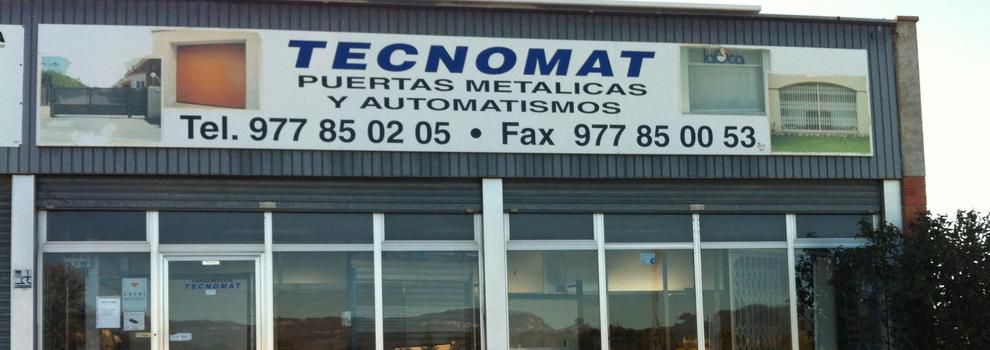 TECNOMAT
PUERTAS METALICAS
Y AUTOMATISMOS
Tel. 977 85 02 05 • Fax 977 85 00 53
TECNOMAT